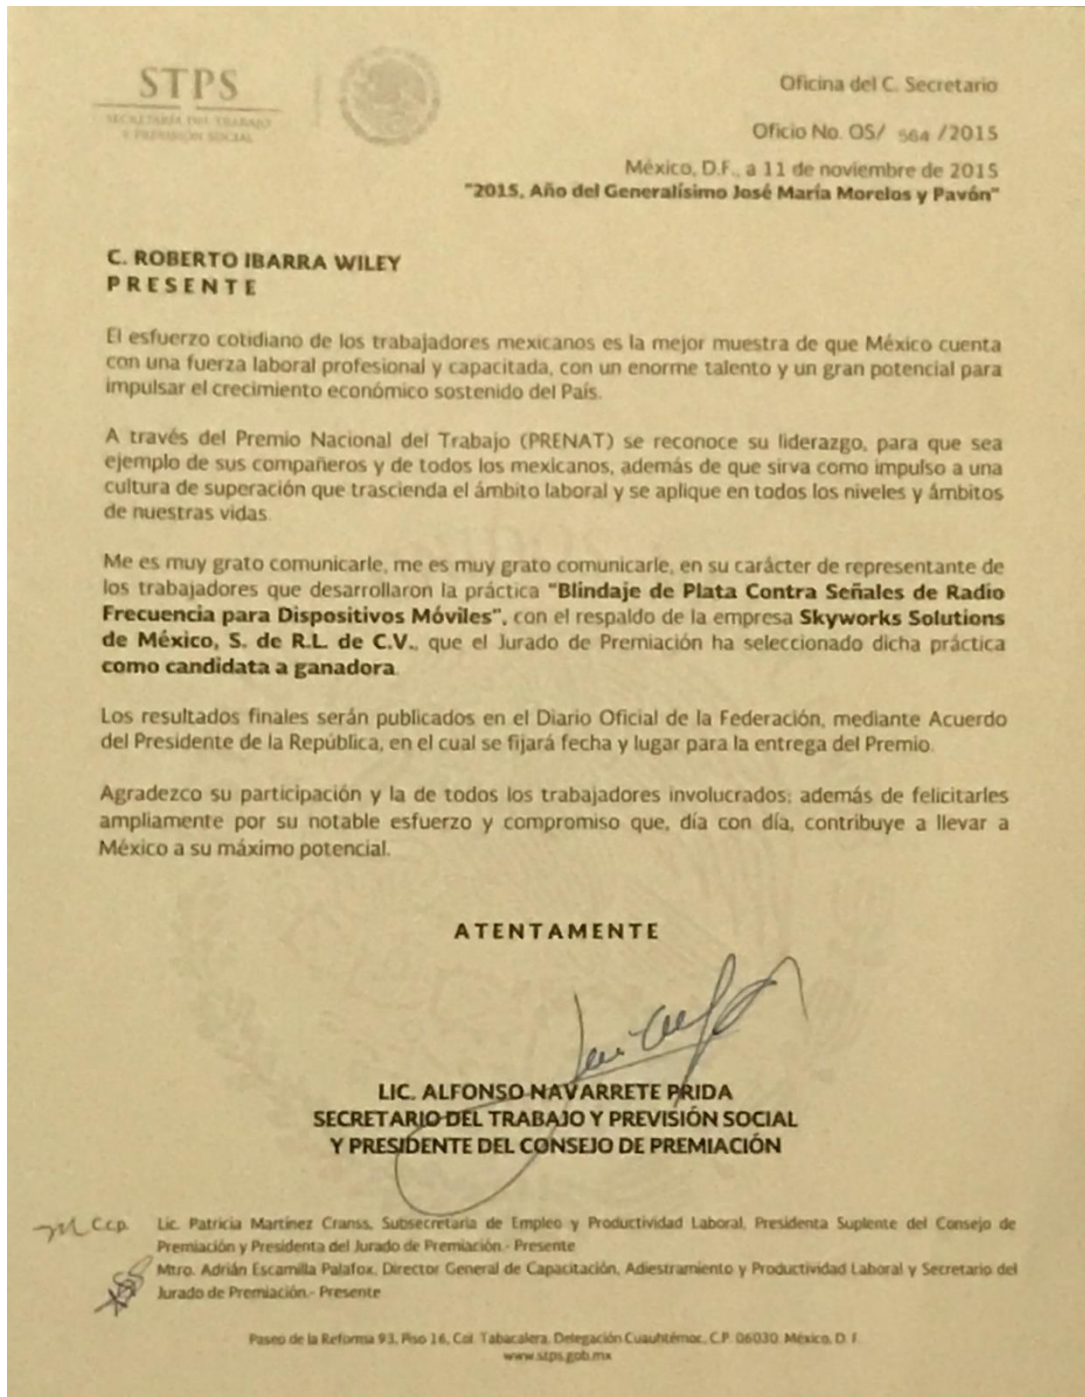 STPS
SECRETARÍA DEL TRABAJO
Y PREVISIÓN SOCIAL
Oficina del C. Secretario
Oficio No. OS/ 564 /2015
México, D.F., a 11 de noviembre de 2015
"2015, Año del Generalísimo José María Morelos y Pavón"
C. ROBERTO IBARRA WILEY
PRESENTE
El esfuerzo cotidiano de los trabajadores mexicanos es la mejor muestra de que México cuenta
con una fuerza laboral profesional y capacitada, con un enorme talento y un gran potencial para
impulsar el crecimiento económico sostenido del País.
A través del Premio Nacional del Trabajo (PRENAT) se reconoce su liderazgo, para que sea
ejemplo de sus compañeros y de todos los mexicanos, además de que sirva como impulso a una
cultura de superación que trascienda el ámbito laboral y se aplique en todos los niveles y ámbitos
de nuestras vidas.
Me es muy grato comunicarle, me es muy grato comunicarle, en su carácter de representante de
los trabajadores que desarrollaron la práctica "Blindaje de Plata Contra Señales de Radio
Frecuencia para Dispositivos Móviles", con el respaldo de la empresa Skyworks Solutions
de México, S. de R.L. de C.V., que el Jurado de Premiación ha seleccionado dicha práctica
como candidata a ganadora.
Los resultados finales serán publicados en el Diario Oficial de la Federación, mediante Acuerdo
del Presidente de la República, en el cual se fijará fecha y lugar para la entrega del Premio.
Agradezco su participación y la de todos los trabajadores involucrados; además de felicitarles
ampliamente por su notable esfuerzo y compromiso que, día con día, contribuye a llevar a
México a su máximo potencial.
ATENTAMENTE
LIC. ALFONSO NAVARRETE PRIDA
SECRETARIO DEL TRABAJO Y PREVISIÓN SOCIAL
Y PRESIDENTE DEL CONSEJO DE PREMIACIÓN
C.c.p. Lic. Patricia Martínez Cranss, Subsecretaria de Empleo y Productividad Laboral, Presidenta Suplente del Consejo de
Premiación y Presidenta del Jurado de Premiación.- Presente
Mtro. Adrián Escamilla Palafox, Director General de Capacitación, Adiestramiento y Productividad Laboral y Secretario del
Jurado de Premiación.- Presente
Paseo de la Reforma 93, Piso 16, Col. Tabacalera, Delegación Cuauhtémoc, C.P. 06030. México, D. F.
www.stps.gob.mx